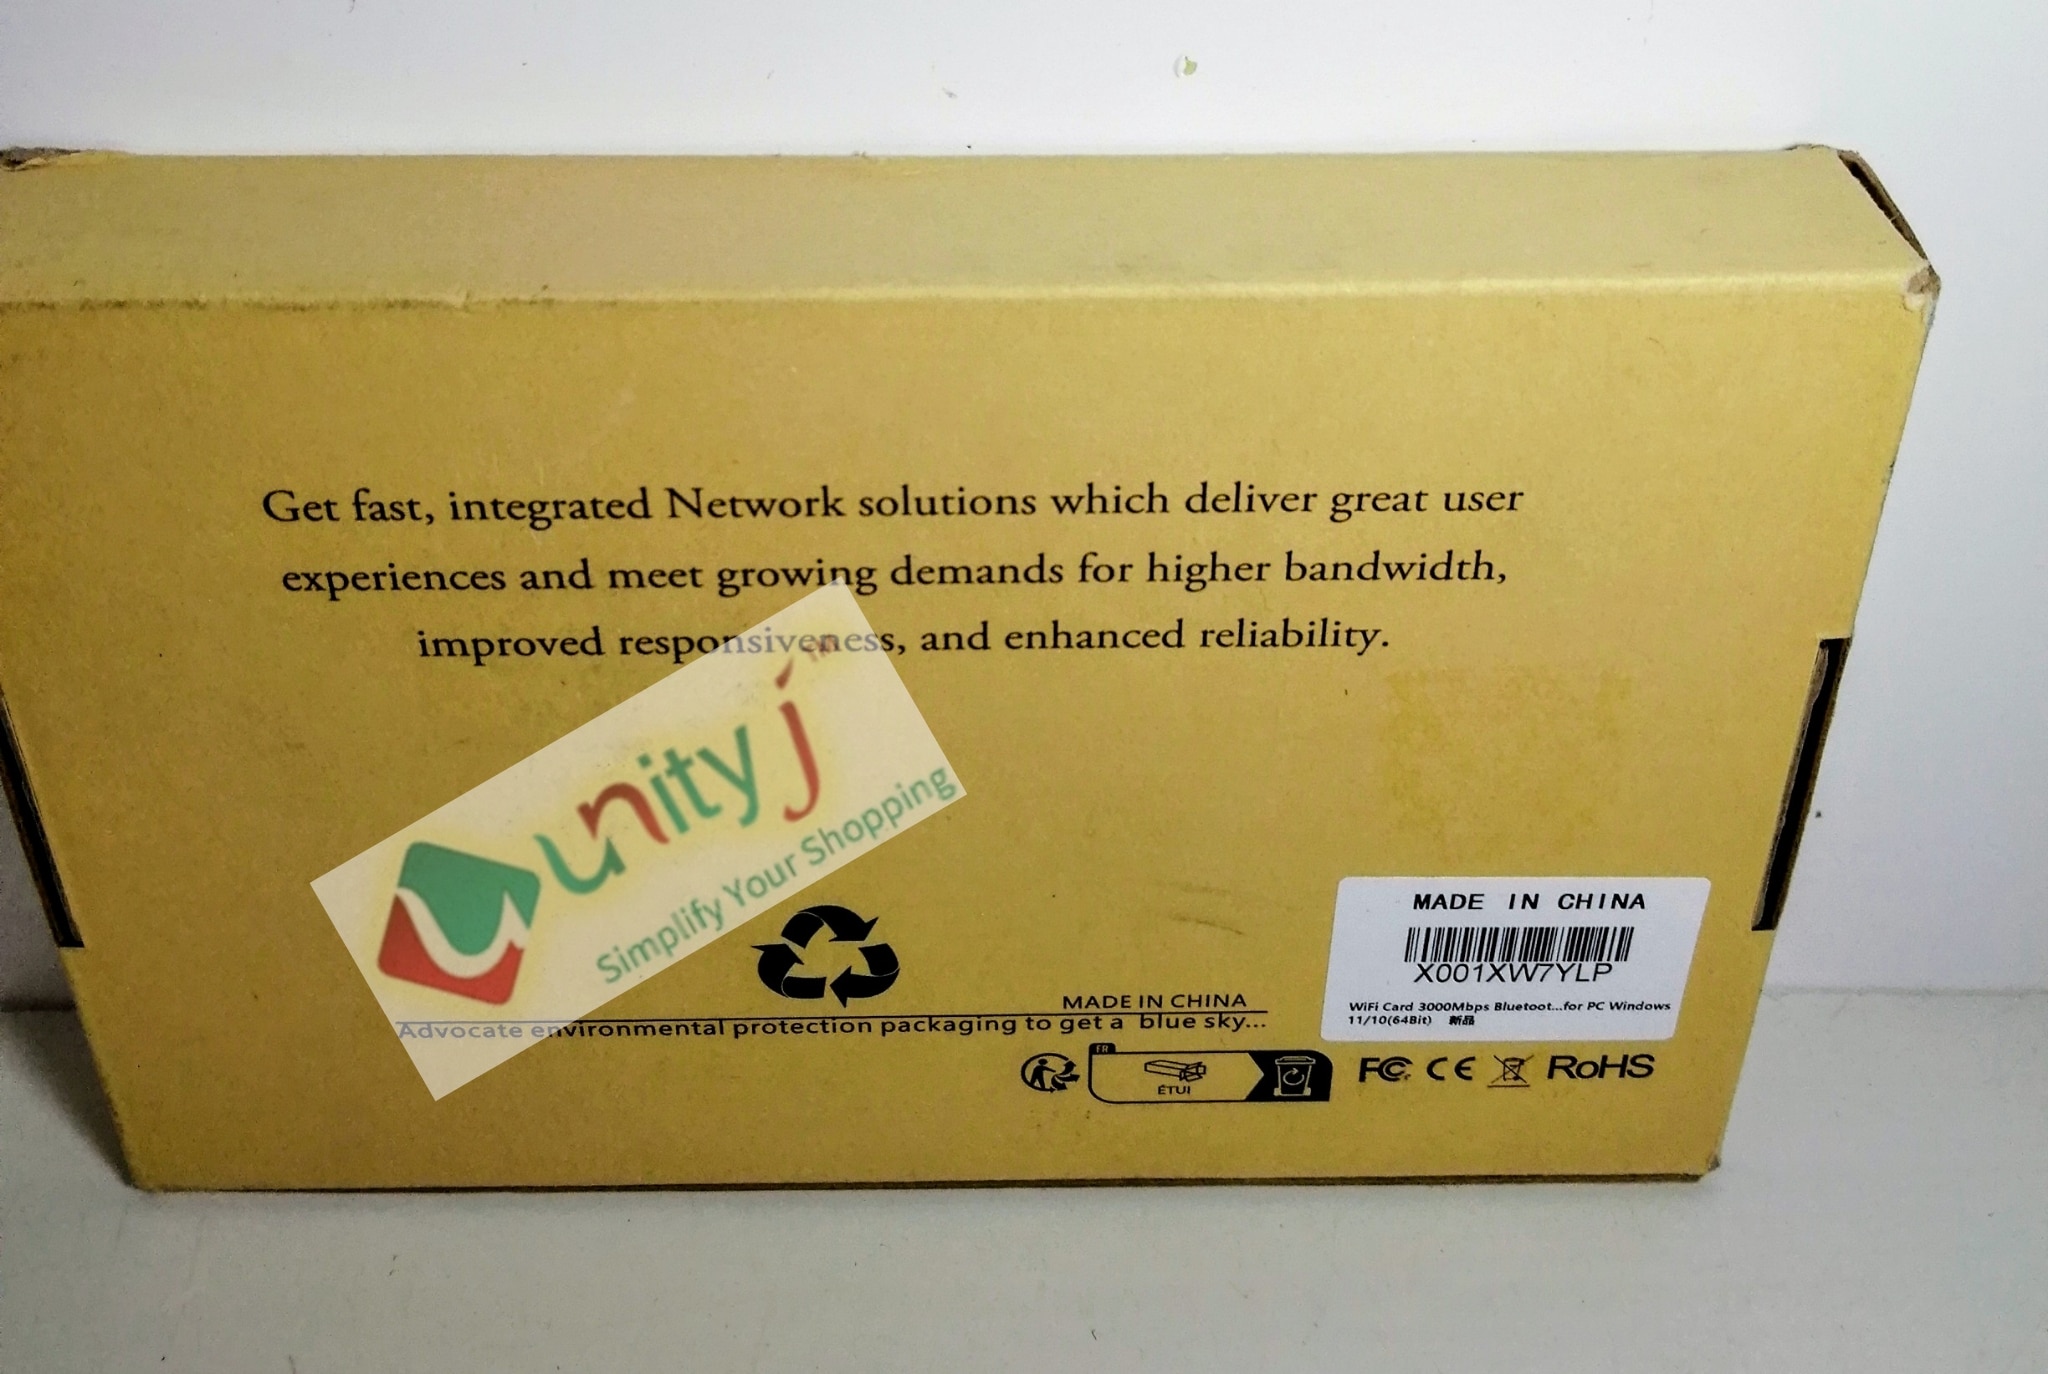 Get fast, integrated Network solutions which deliver great user
experiences and meet growing demands for higher bandwidth,
improved responsiveness, and enhanced reliability.
unityj™
Simplify Your Shopping
MADE IN CHINA
Advocate environmental protection packaging to get a blue sky...
FR
ÉTUI
MADE IN CHINA
X001XW7YLP
WiFi Card 3000Mbps Bluetoot...for PC Windows
11/10(64Bit) 新品
FC CE RoHS